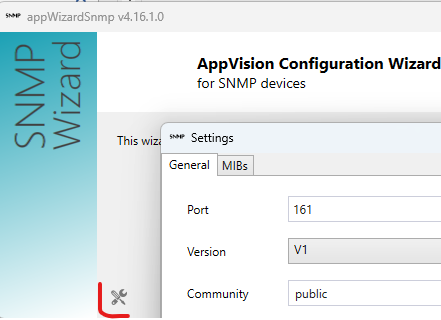 SNMP appWizardSnmp v4.16.1.0
SNMP
Wizard
AppVision Configuration Wizard
for SNMP devices
This wiza
SNMP Settings
General MIBs
Port 161
Version V1
Community public